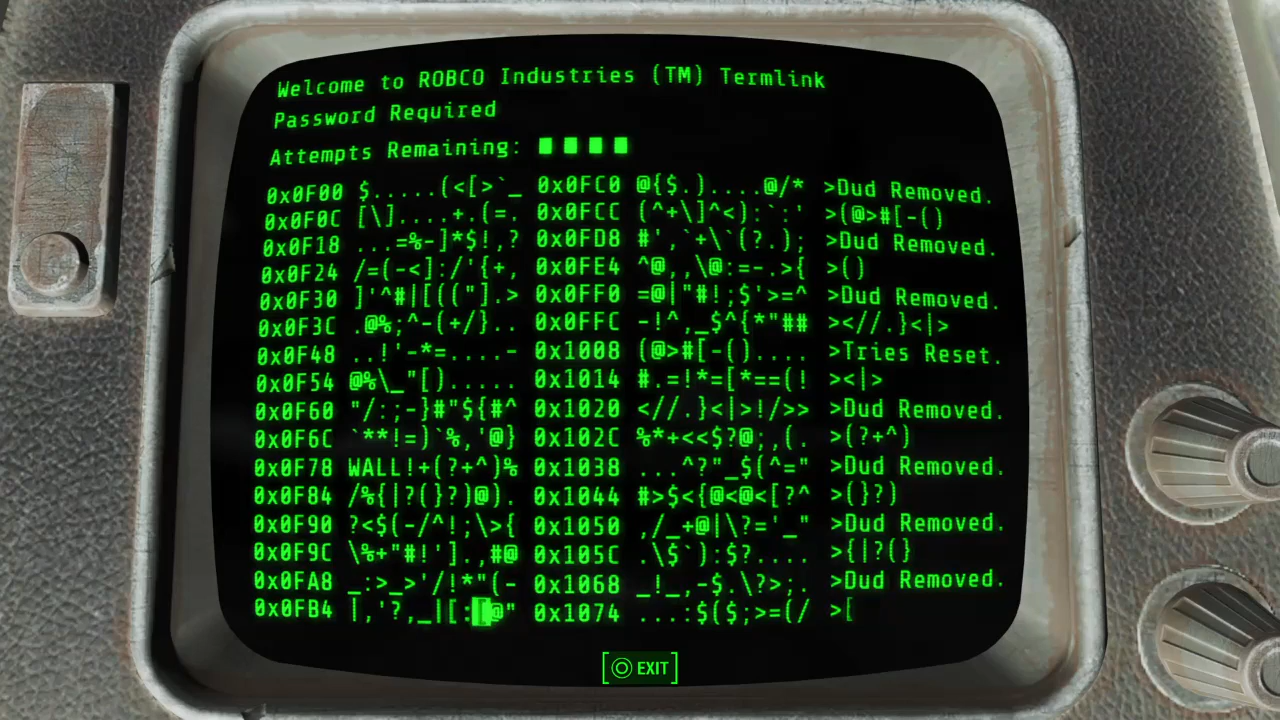 Welcome to ROBCO Industries (TM) Termlink
Password Required
Attempts Remaining: ■ ■ ■ ■
0x0F00 $.....(<[>`_ 0x0FC0 @{$.)....@/* >Dud Removed.
0x0F0C [\]....+.(=. 0x0FCC (^+\]^<):`:' >(@>#[-()
0x0F18 ...=%-]*$!,? 0x0FD8 #',`+\`(?.); >Dud Removed.
0x0F24 /=(-<]:/'{+, 0x0FE4 ^@,,\@:=-.>{ >()
0x0F30 ]'^#|[(("].> 0x0FF0 =@|"#!;$'>=^ >Dud Removed.
0x0F3C .@%;^-(+/}.. 0x0FFC -!^,_$^{*"## ><//.}<|>
0x0F48 ..!'-*=....- 0x1008 (@>#[-().... >Tries Reset.
0x0F54 @%\_"[)..... 0x1014 #.=!*=[*==(! ><|>
0x0F60 "/:;-}#"${#^ 0x1020 <//.}<|>!/>> >Dud Removed.
0x0F6C `**!=)`%,'@} 0x102C %*+<<$?@;,(. >(?+^)
0x0F78 WALL!+(?+^)% 0x1038 ...^?"_$(^=" >Dud Removed.
0x0F84 /%{|?(}?)@). 0x1044 #>$<{@<@<[?^ >(}?)
0x0F90 ?<$(-/^!;\>{ 0x1050 ,/_+@|\?='_" >Dud Removed.
0x0F9C \%+"#!'].,#@ 0x105C .\$`):$?.... >{|?(}
0x0FA8 _:>_>'/!*"(- 0x1068 _!_,-$.\?>;. >Dud Removed.
0x0FB4 |,'?,_|[:[@" 0x1074 ...:$($;>=(/ >[
EXIT